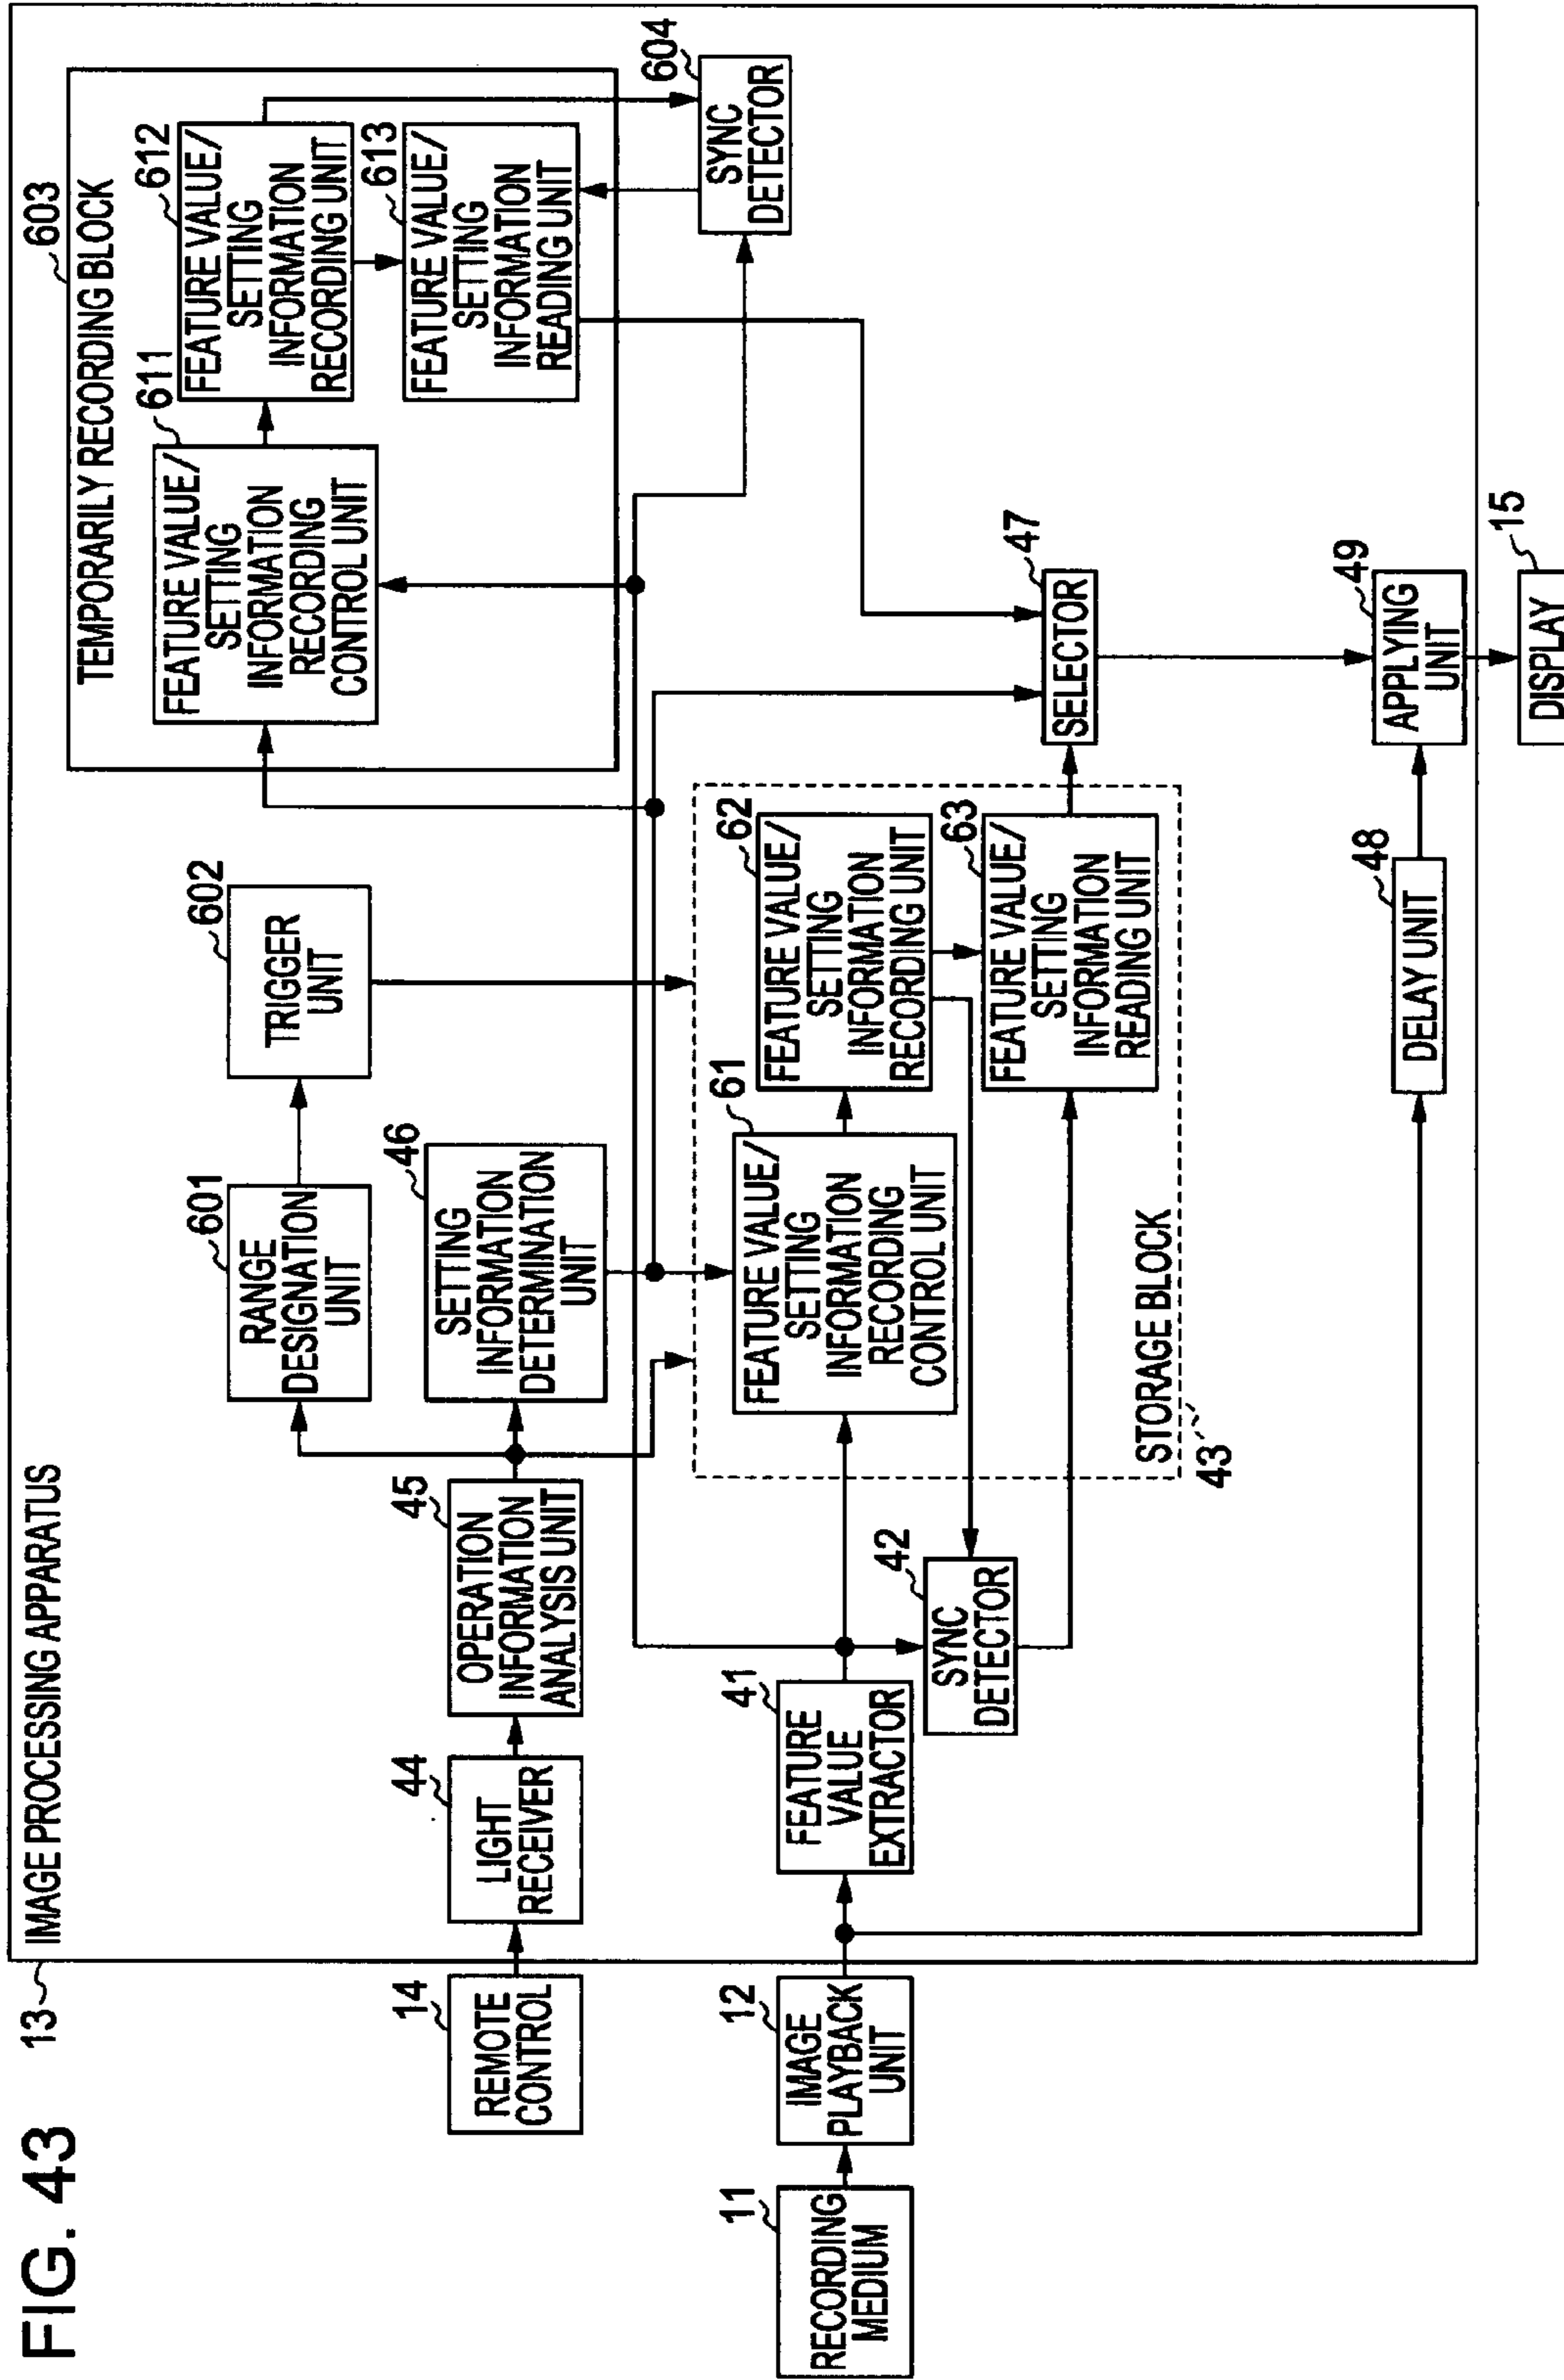 FIG. 43
13
IMAGE PROCESSING APPARATUS
603
TEMPORARILY RECORDING BLOCK
611
FEATURE VALUE/
SETTING
INFORMATION
RECORDING
CONTROL UNIT
612
FEATURE VALUE/
SETTING
INFORMATION
RECORDING UNIT
613
FEATURE VALUE/
SETTING
INFORMATION
READING UNIT
604
SYNC
DETECTOR
601
RANGE
DESIGNATION
UNIT
602
TRIGGER
UNIT
14
REMOTE
CONTROL
44
LIGHT
RECEIVER
45
OPERATION
INFORMATION
ANALYSIS UNIT
46
SETTING
INFORMATION
DETERMINATION
UNIT
11
RECORDING
MEDIUM
12
IMAGE
PLAYBACK
UNIT
41
FEATURE
VALUE
EXTRACTOR
42
SYNC
DETECTOR
61
FEATURE VALUE/
SETTING
INFORMATION
RECORDING
CONTROL UNIT
62
FEATURE VALUE/
SETTING
INFORMATION
RECORDING UNIT
63
FEATURE VALUE/
SETTING
INFORMATION
READING UNIT
STORAGE BLOCK
43
47
SELECTOR
48
DELAY UNIT
49
APPLYING
UNIT
15
DISPLAY